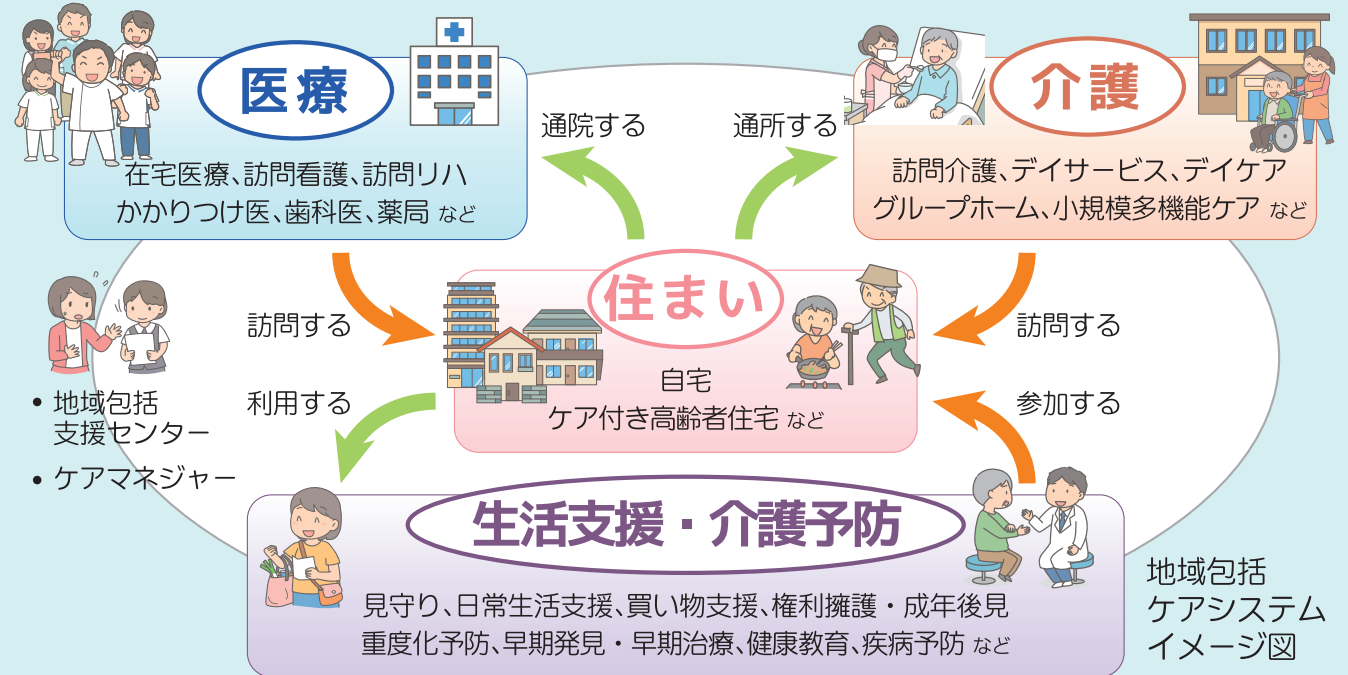 医療
在宅医療、訪問看護、訪問リハ
かかりつけ医、歯科医、薬局 など
通院する
通所する
介護
訪問介護、デイサービス、デイケア
グループホーム、小規模多機能ケア など
住まい
自宅
ケア付き高齢者住宅 など
訪問する
利用する
訪問する
参加する
• 地域包括
支援センター
• ケアマネジャー
生活支援・介護予防
見守り、日常生活支援、買い物支援、権利擁護・成年後見
重度化予防、早期発見・早期治療、健康教育、疾病予防 など
地域包括
ケアシステム
イメージ図